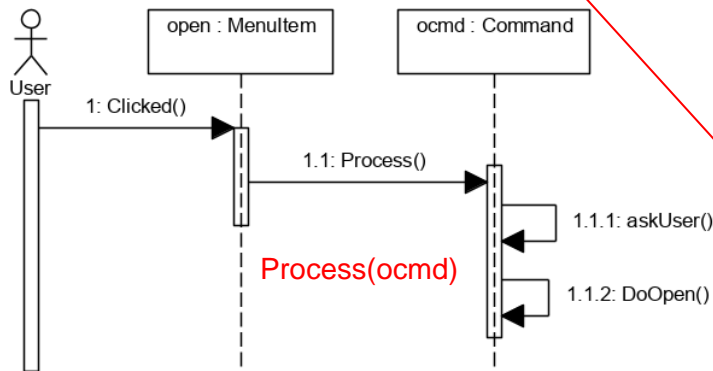 open : MenuItem
ocmd : Command
User
1: Clicked()
1.1: Process()
1.1.1: askUser()
Process(ocmd)
1.1.2: DoOpen()